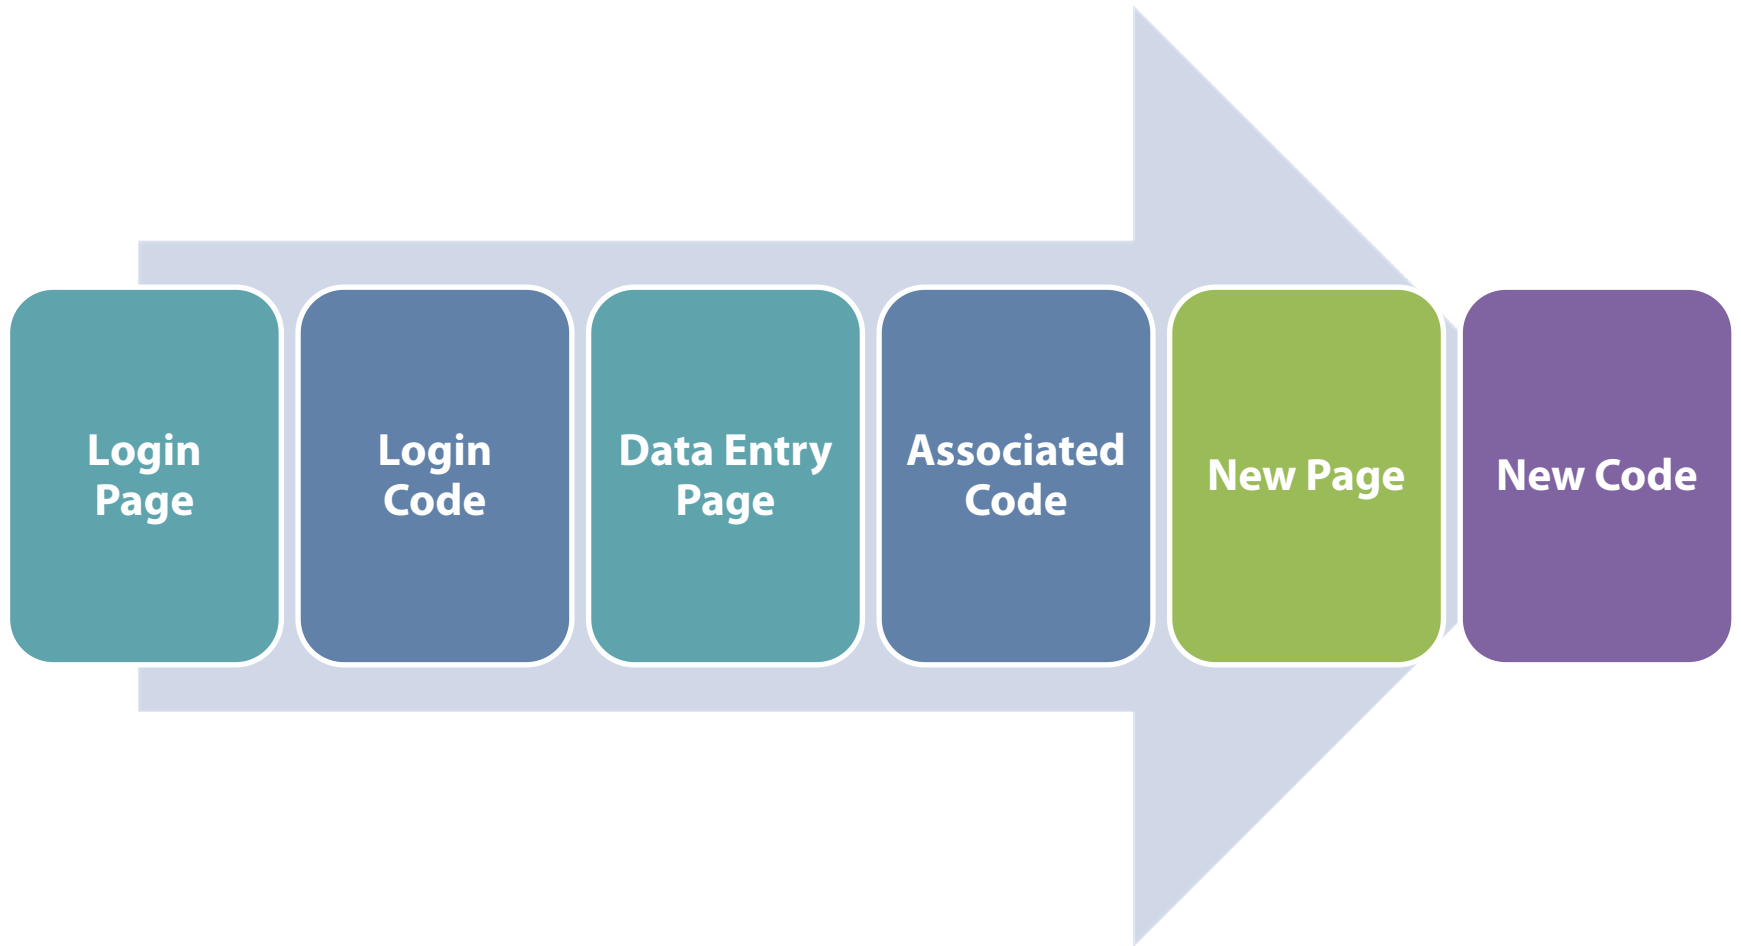 Login
Page
Login
Code
Data Entry
Page
Associated
Code
New Page
New Code